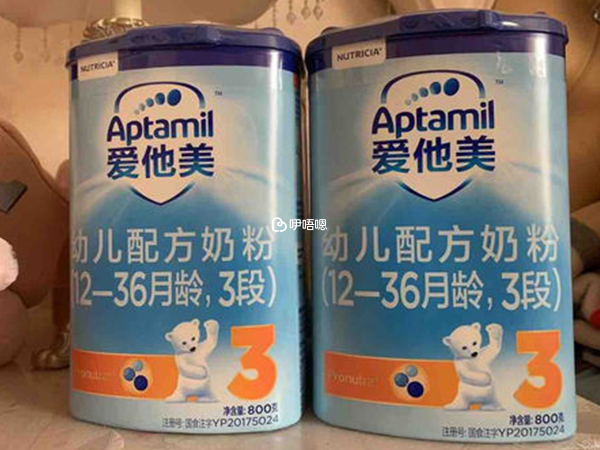 NUTRICIA
Aptamil
爱他美
幼儿配方奶粉
(12—36月龄, 3段)
Pronutra
3
净含量: 800克
注册号: 国食注字YP20175024
咿唔嗯
NUTRICIA
Aptamil
爱他美
幼儿配方奶粉
(12—36月龄, 3段)
Pronutra
3
净含量: 800克
注册号: 国食注字YP20175024